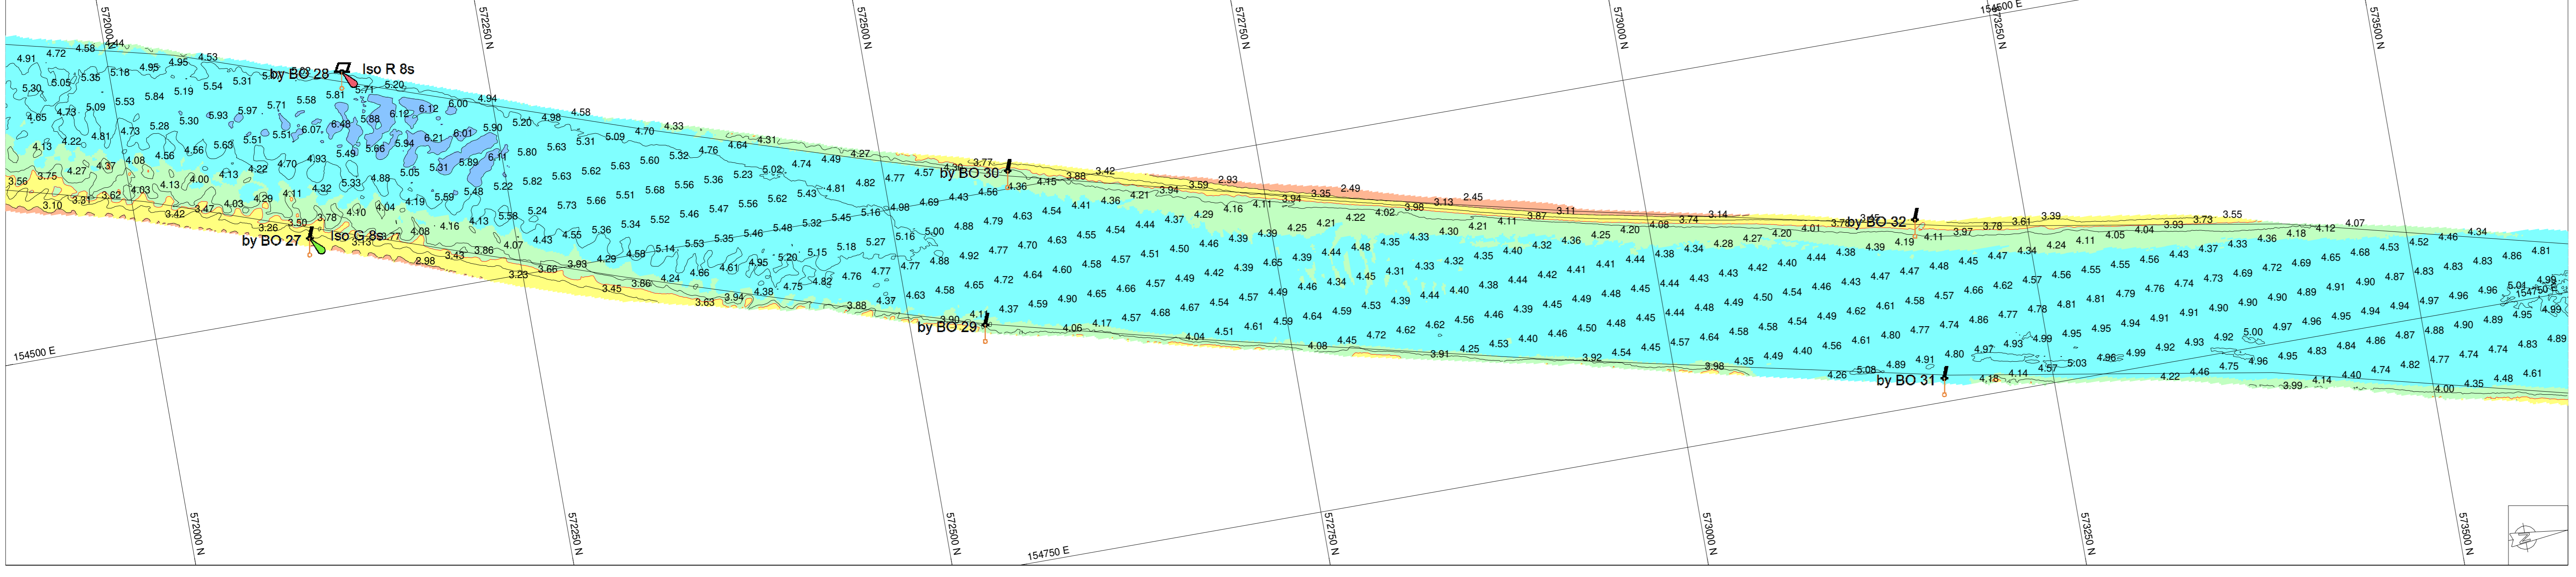 572000 N
572250 N
572500 N
572750 N
573000 N
154500 E
573250 N
573500 N
by BO 28
Iso R 8s
by BO 27
Iso G 8s
by BO 30
by BO 29
by BO 32
by BO 31
4.91 4.72 4.58 4.44
5.30 5.05 5.35 5.18 4.95 4.95 4.53
4.65 4.73 5.09 5.53 5.84 5.19 5.54 5.31
4.13 4.22 4.81 4.73 5.28 5.30 5.93 5.97 5.71 5.58 5.81 5.71 5.20
3.56 3.75 4.27 4.37 4.08 4.56 4.56 5.63 5.51 5.51 6.07 6.48 5.88 6.12 6.12 6.00 4.94
3.10 3.31 3.62 4.03 4.13 4.00 4.13 4.22 4.70 4.93 5.49 5.66 5.94 6.21 6.01 5.90 5.20 4.98 4.58
3.42 3.47 4.03 4.29 4.11 4.32 5.33 4.88 5.05 5.31 5.89 6.11 5.80 5.63 5.31 5.09 4.70 4.33
3.26 3.50 3.78 4.10 4.04 4.19 5.59 5.48 5.22 5.82 5.63 5.62 5.63 5.60 5.32 4.76 4.64 4.31
3.13 3.77 4.08 4.16 4.13 5.58 5.24 5.73 5.66 5.51 5.68 5.56 5.36 5.23 5.02 4.74 4.49 4.27
2.98 3.43 3.86 4.07 4.43 4.55 5.36 5.34 5.52 5.46 5.47 5.56 5.62 5.43 4.81 4.82 4.77 4.57 4.30 3.77
3.23 3.66 3.93 4.29 4.58 5.14 5.53 5.35 5.46 5.48 5.32 5.45 5.16 4.98 4.69 4.43 4.56 4.36 4.15 3.88 3.42
3.45 3.86 4.24 4.66 4.61 4.95 5.20 5.15 5.18 5.27 5.16 5.00 4.88 4.79 4.63 4.54 4.41 4.36 4.21 3.94 3.59 2.93
3.63 3.94 4.38 4.75 4.82 4.76 4.77 4.77 4.88 4.92 4.77 4.70 4.63 4.55 4.54 4.44 4.37 4.29 4.16 4.11 3.94 3.35 2.49
3.88 4.37 4.63 4.58 4.65 4.72 4.64 4.60 4.58 4.57 4.51 4.50 4.46 4.39 4.39 4.25 4.21 4.22 4.02 3.98 3.13 2.45
3.90 4.11 4.37 4.59 4.90 4.65 4.66 4.57 4.49 4.42 4.39 4.65 4.39 4.44 4.48 4.35 4.33 4.30 4.21 4.11 3.87 3.11
4.06 4.17 4.57 4.68 4.67 4.54 4.57 4.49 4.46 4.34 4.45 4.31 4.33 4.32 4.35 4.40 4.32 4.36 4.25 4.20 4.08 3.74 3.14
4.04 4.51 4.61 4.59 4.64 4.59 4.53 4.39 4.44 4.40 4.38 4.44 4.42 4.41 4.41 4.44 4.38 4.34 4.28 4.27 4.20 4.01 3.78
4.08 4.45 4.72 4.62 4.62 4.56 4.46 4.39 4.45 4.49 4.48 4.45 4.44 4.43 4.43 4.42 4.40 4.44 4.38 4.39 4.19 4.11 3.97 3.78 3.61 3.39
3.91 4.25 4.53 4.40 4.46 4.50 4.48 4.45 4.44 4.48 4.49 4.50 4.54 4.46 4.43 4.47 4.47 4.48 4.45 4.47 4.34 4.24 4.11 4.05 4.04 3.93 3.73 3.55
3.92 4.54 4.45 4.57 4.64 4.58 4.58 4.54 4.49 4.62 4.61 4.58 4.57 4.66 4.62 4.57 4.56 4.55 4.55 4.56 4.43 4.37 4.33 4.36 4.18 4.12 4.07
3.98 4.35 4.49 4.40 4.56 4.61 4.80 4.77 4.74 4.86 4.77 4.78 4.81 4.81 4.79 4.76 4.74 4.73 4.69 4.72 4.69 4.65 4.68 4.53 4.52 4.46 4.34
4.26 5.08 4.89 4.91 4.80 4.97 4.93 4.99 4.95 4.95 4.94 4.91 4.91 4.90 4.90 4.90 4.89 4.91 4.90 4.87 4.83 4.83 4.83 4.86 4.81
4.18 4.14 4.57 5.03 4.96 4.99 4.92 4.93 4.92 5.00 4.97 4.96 4.95 4.94 4.94 4.97 4.96 4.96 5.01 4.99
4.22 4.46 4.75 4.96 4.95 4.83 4.84 4.86 4.87 4.88 4.90 4.89 4.95 4.99
3.99 4.14 4.40 4.74 4.82 4.77 4.74 4.74 4.83 4.89
4.00 4.35 4.48 4.61
154750 E
154500 E
154750 E
572000 N
572250 N
572500 N
572750 N
573000 N
573250 N
573500 N
N